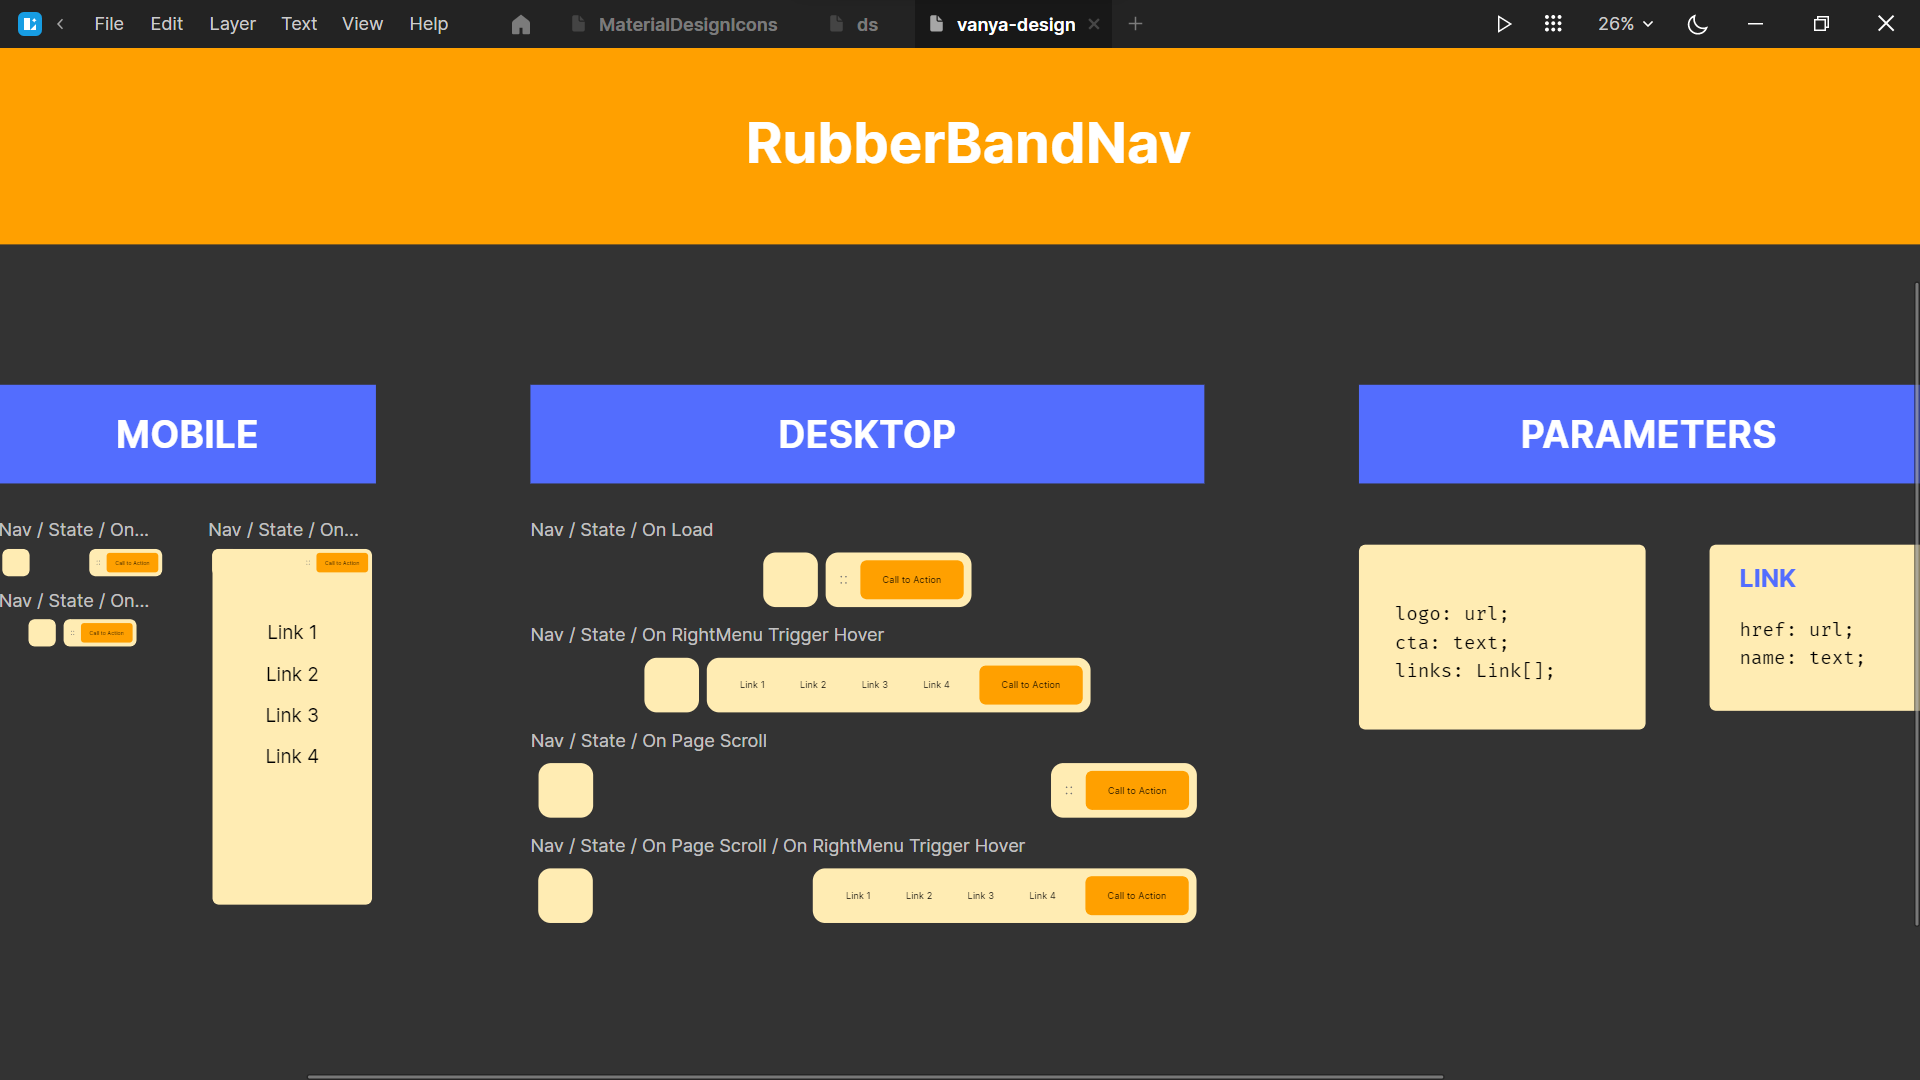 File Edit Layer Text View Help MaterialDesignIcons ds vanya-design 26%
RubberBandNav
MOBILE
DESKTOP
PARAMETERS
Nav / State / On...
Call to Action
Nav / State / On...
Call to Action
Nav / State / On...
Call to Action
Link 1
Link 2
Link 3
Link 4
Nav / State / On Load
Call to Action
Nav / State / On RightMenu Trigger Hover
Link 1 Link 2 Link 3 Link 4 Call to Action
Nav / State / On Page Scroll
Call to Action
Nav / State / On Page Scroll / On RightMenu Trigger Hover
Link 1 Link 2 Link 3 Link 4 Call to Action
logo: url;
cta: text;
links: Link[];
LINK
href: url;
name: text;